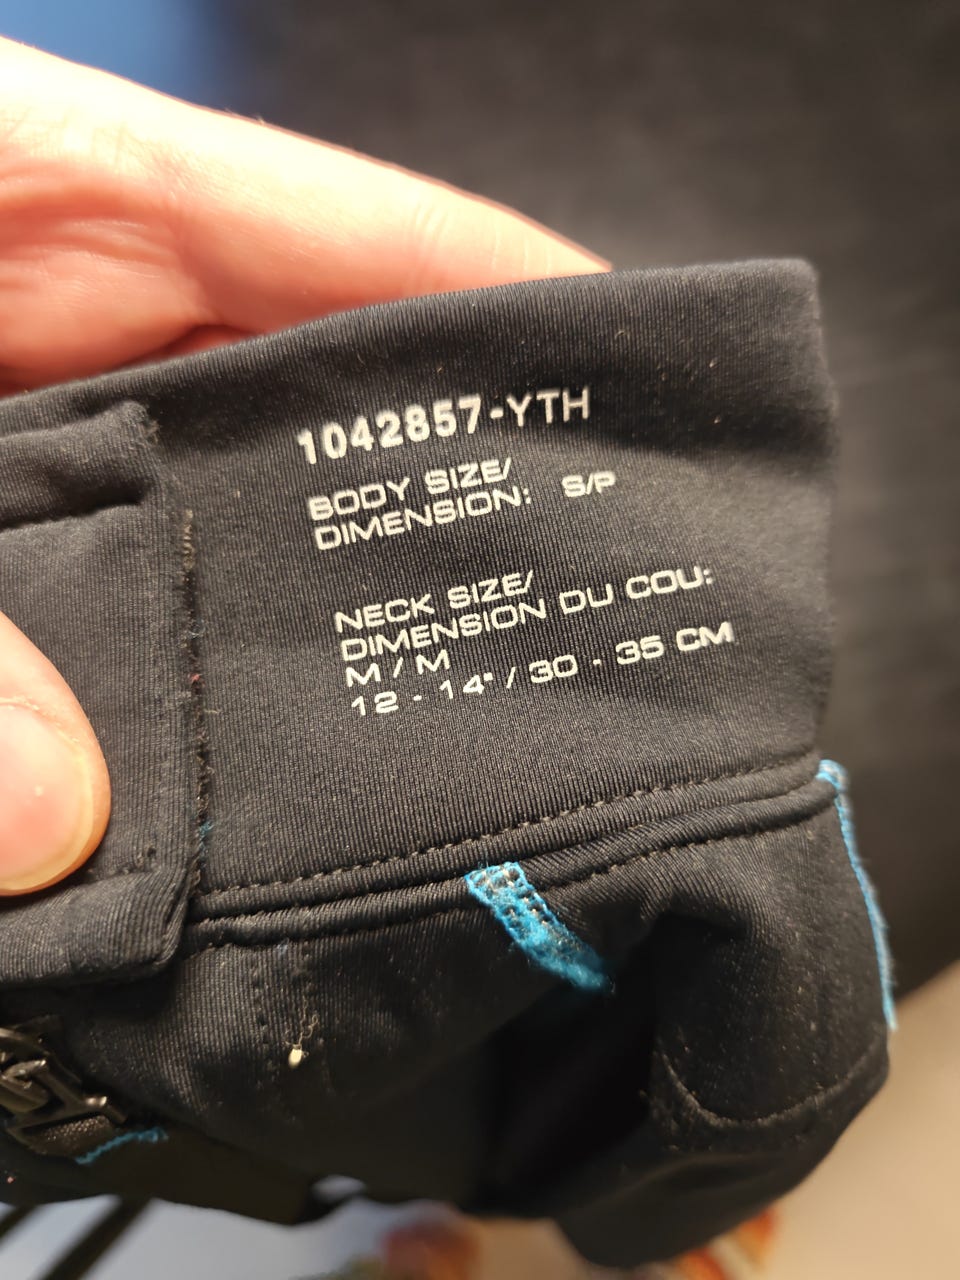 1042857-YTH
BODY SIZE/
DIMENSION: S/P
NECK SIZE/
DIMENSION DU COU:
M / M
12 - 14" / 30 - 35 CM